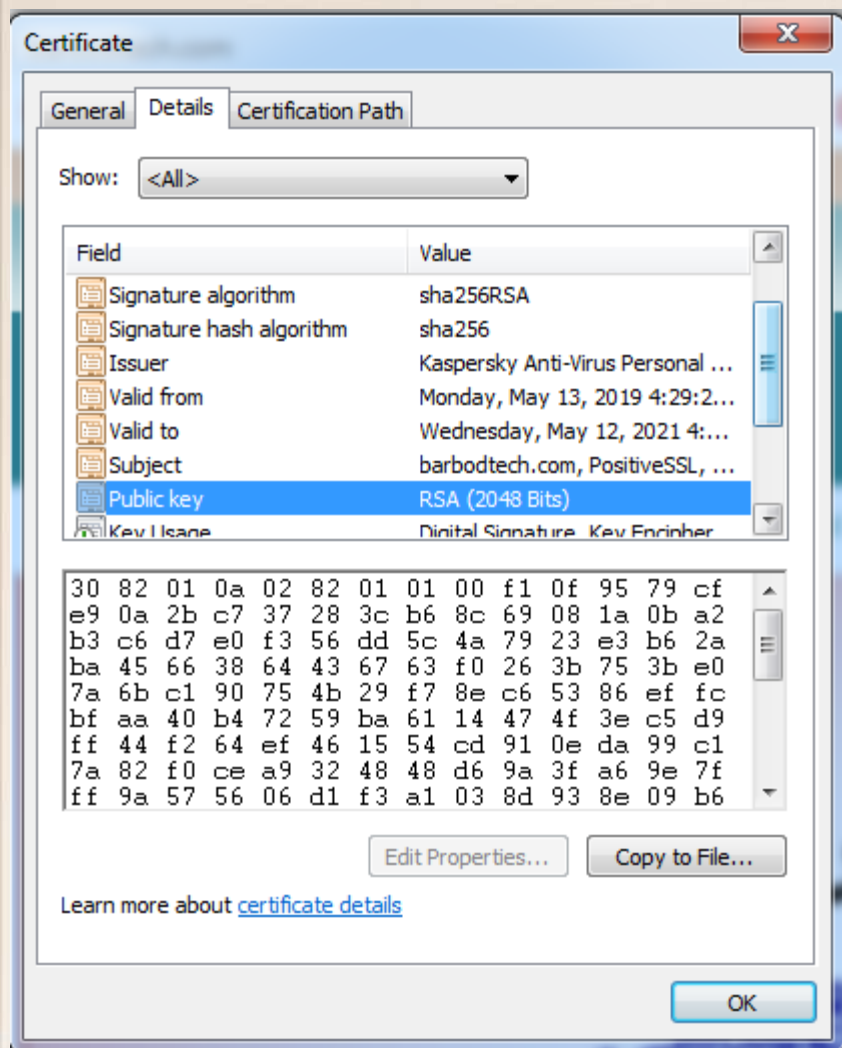 Certificate
General Details Certification Path
Show: <All>
Field Value
Signature algorithm sha256RSA
Signature hash algorithm sha256
Issuer Kaspersky Anti-Virus Personal ...
Valid from Monday, May 13, 2019 4:29:2...
Valid to Wednesday, May 12, 2021 4:...
Subject barbodtech.com, PositiveSSL, ...
Public key RSA (2048 Bits)
Key Usage Digital Signature, Key Encipher
30 82 01 0a 02 82 01 01 00 f1 0f 95 79 cf
e9 0a 2b c7 37 28 3c b6 8c 69 08 1a 0b a2
b3 c6 d7 e0 f3 56 dd 5c 4a 79 23 e3 b6 2a
ba 45 66 38 64 43 67 63 f0 26 3b 75 3b e0
7a 6b c1 90 75 4b 29 f7 8e c6 53 86 ef fc
bf aa 40 b4 72 59 ba 61 14 47 4f 3e c5 d9
ff 44 f2 64 ef 46 15 54 cd 91 0e da 99 c1
7a 82 f0 ce a9 32 48 48 d6 9a 3f a6 9e 7f
ff 9a 57 56 06 d1 f3 a1 03 8d 93 8e 09 b6
Edit Properties... Copy to File...
Learn more about certificate details
OK